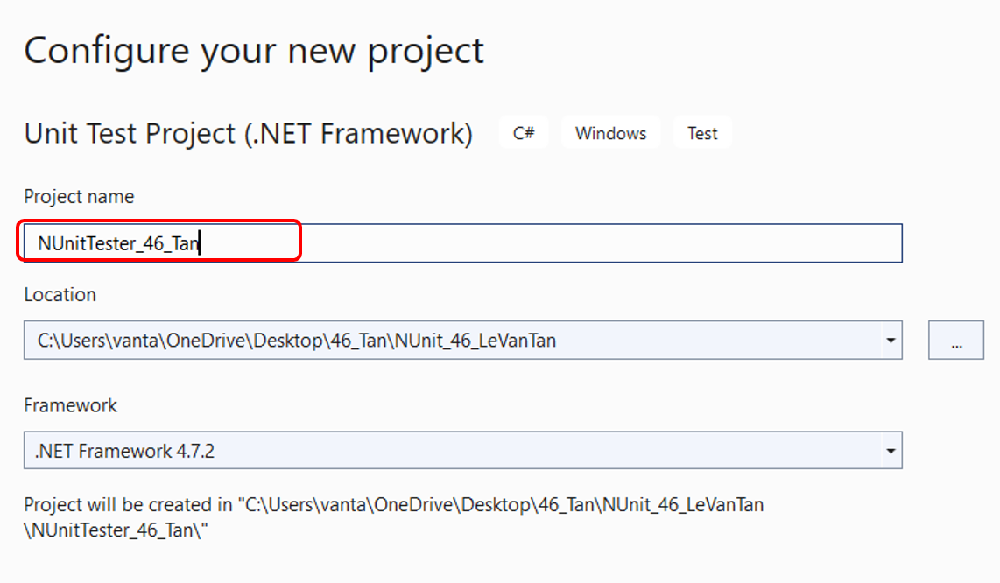 Configure your new project
Unit Test Project (.NET Framework) C# Windows Test
Project name
NUnitTester_46_Tan
Location
C:\Users\vanta\OneDrive\Desktop\46_Tan\NUnit_46_LeVanTan
...
Framework
.NET Framework 4.7.2
Project will be created in "C:\Users\vanta\OneDrive\Desktop\46_Tan\NUnit_46_LeVanTan
\NUnitTester_46_Tan\"